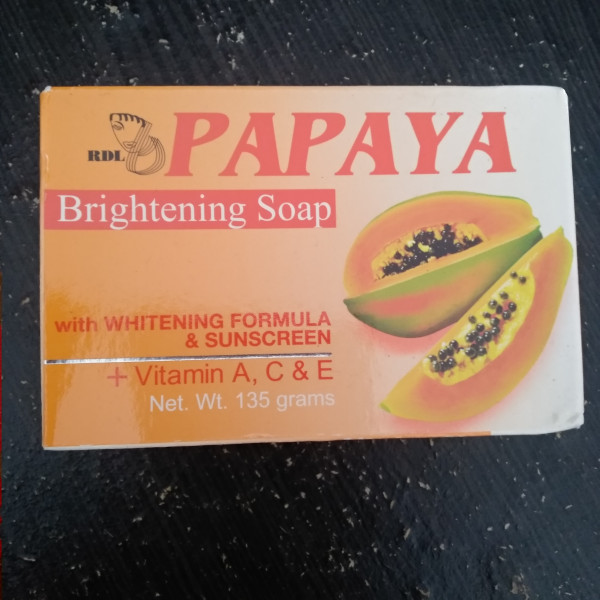 RDL PAPAYA
Brightening Soap
with WHITENING FORMULA
& SUNSCREEN
+ Vitamin A, C & E
Net. Wt. 135 grams